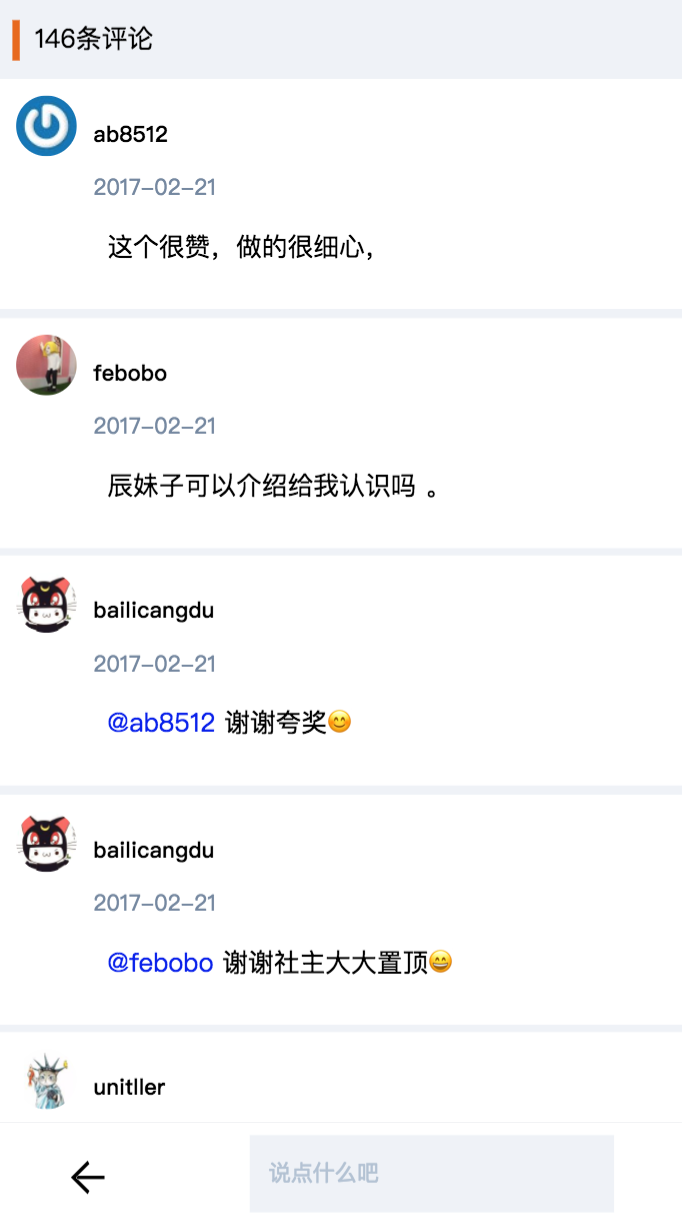 146条评论
ab8512
2017-02-21
这个很赞，做的很细心，
febobo
2017-02-21
辰妹子可以介绍给我认识吗 。
bailicangdu
2017-02-21
@ab8512 谢谢夸奖😊
bailicangdu
2017-02-21
@febobo 谢谢社主大大置顶😄
unitller
说点什么吧